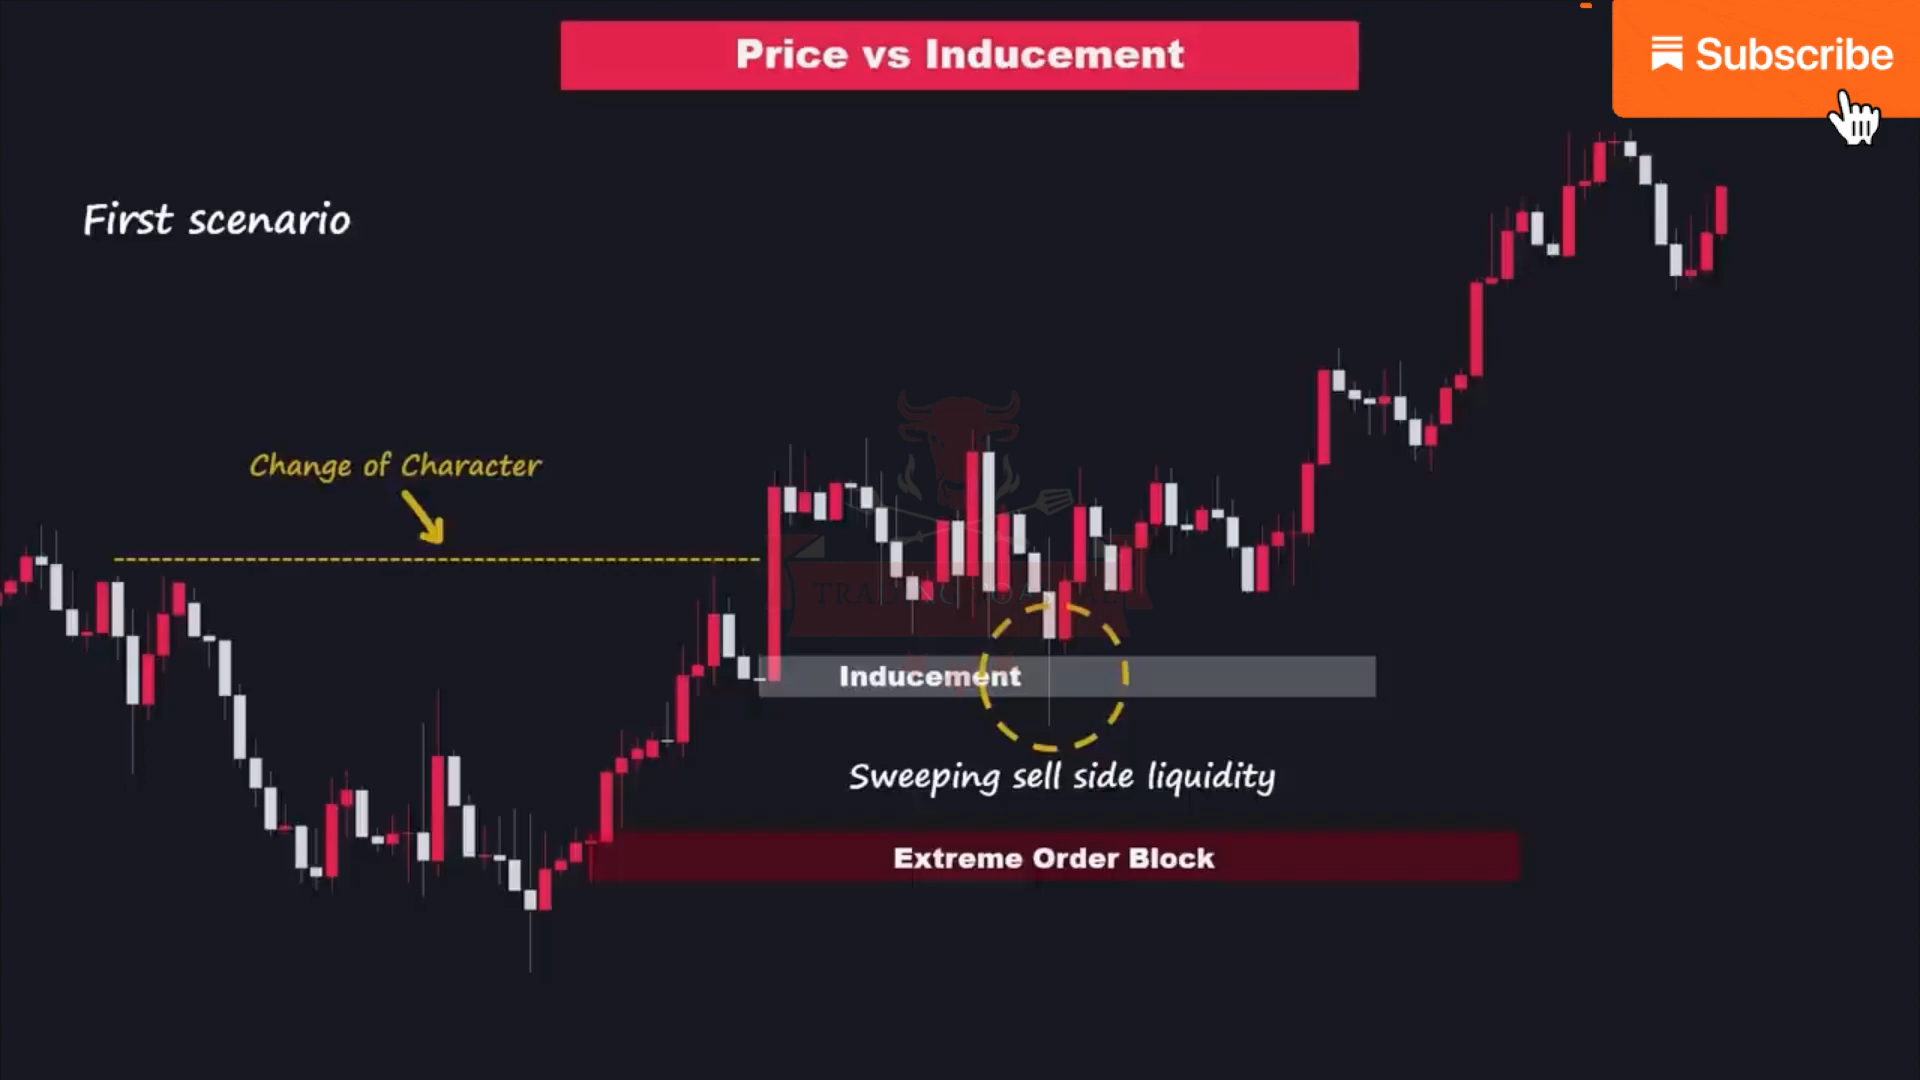 Price vs Inducement
Subscribe
First scenario
Change of Character
Inducement
Sweeping sell side liquidity
Extreme Order Block